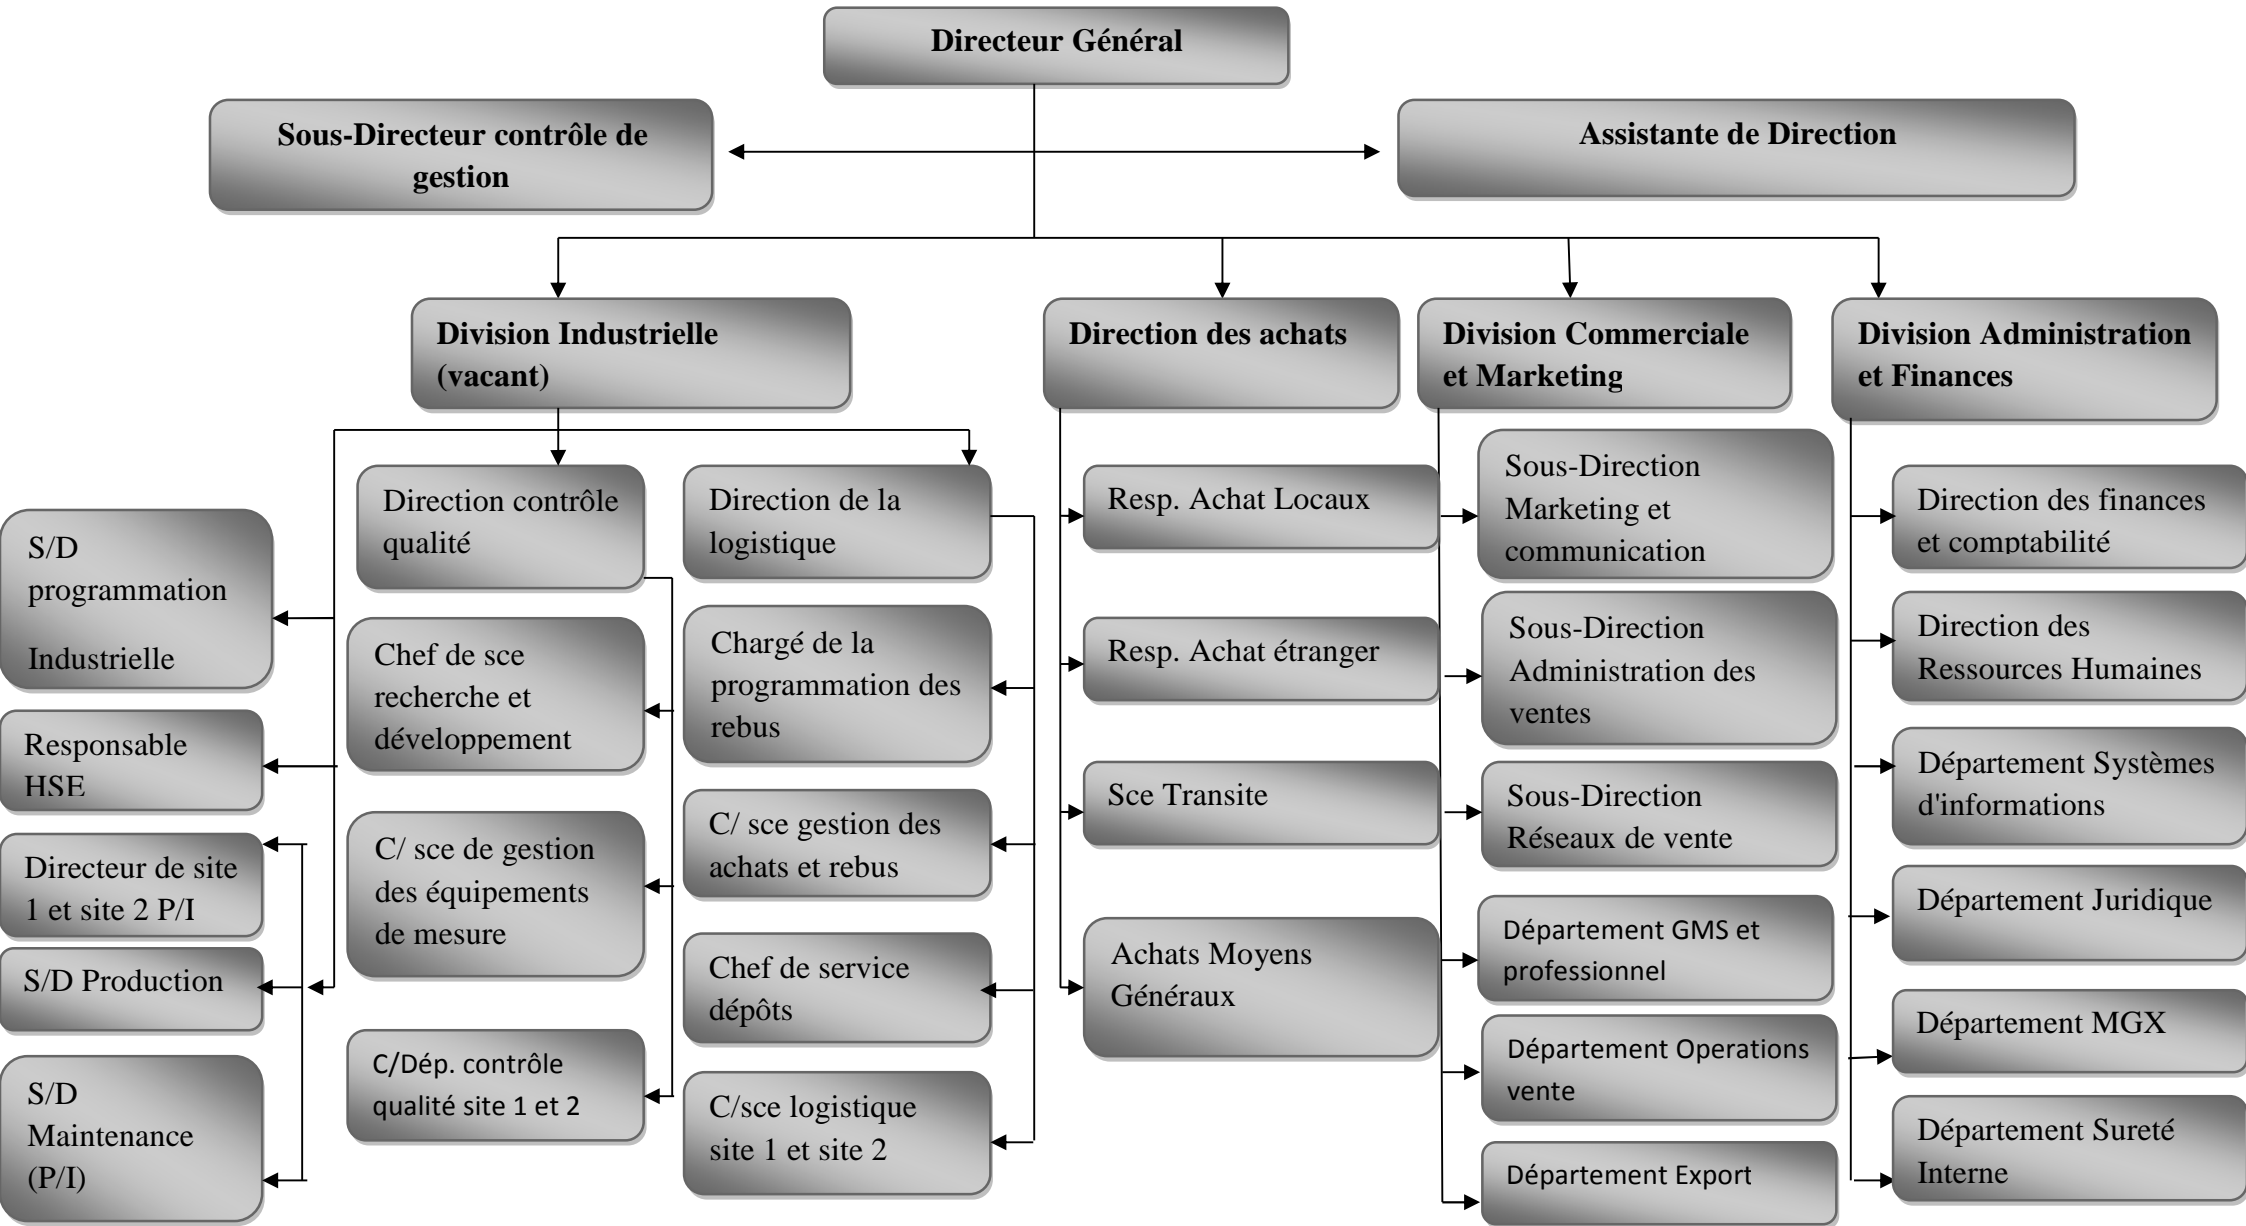 Directeur Général
Sous-Directeur contrôle de
gestion
Assistante de Direction
Division Industrielle
(vacant)
Direction des achats
Division Commerciale
et Marketing
Division Administration
et Finances
S/D
programmation
Industrielle
Responsable
HSE
Directeur de site
1 et site 2 P/I
S/D Production
S/D
Maintenance
(P/I)
Direction contrôle
qualité
Chef de sce
recherche et
développement
C/ sce de gestion
des équipements
de mesure
C/Dép. contrôle
qualité site 1 et 2
Direction de la
logistique
Chargé de la
programmation des
rebus
C/ sce gestion des
achats et rebus
Chef de service
dépôts
C/sce logistique
site 1 et site 2
Resp. Achat Locaux
Resp. Achat étranger
Sce Transite
Achats Moyens
Généraux
Sous-Direction
Marketing et
communication
Sous-Direction
Administration des
ventes
Sous-Direction
Réseaux de vente
Département GMS et
professionnel
Département Operations
vente
Département Export
Direction des finances
et comptabilité
Direction des
Ressources Humaines
Département Systèmes
d'informations
Département Juridique
Département MGX
Département Sureté
Interne